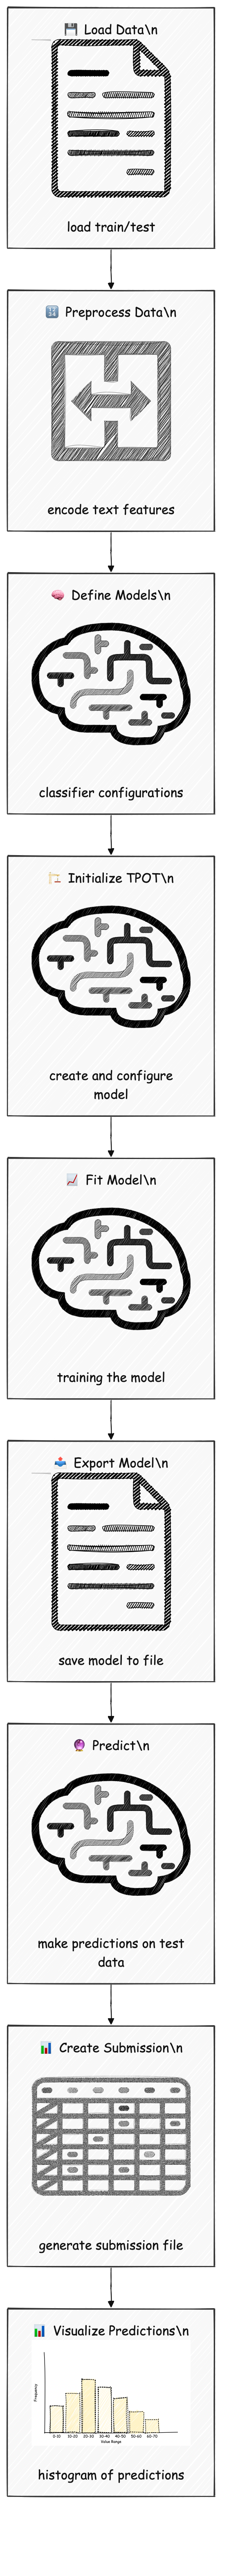 💾 Load Data\n
load train/test
🔢 Preprocess Data\n
encode text features
🧠 Define Models\n
classifier configurations
🏗️ Initialize TPOT\n
create and configure
model
📈 Fit Model\n
training the model
📤 Export Model\n
save model to file
🔮 Predict\n
make predictions on test
data
📊 Create Submission\n
generate submission file
📊 Visualize Predictions\n
Frequency
0-10 10-20 20-30 30-40 40-50 50-60 60-70
Value Range
histogram of predictions